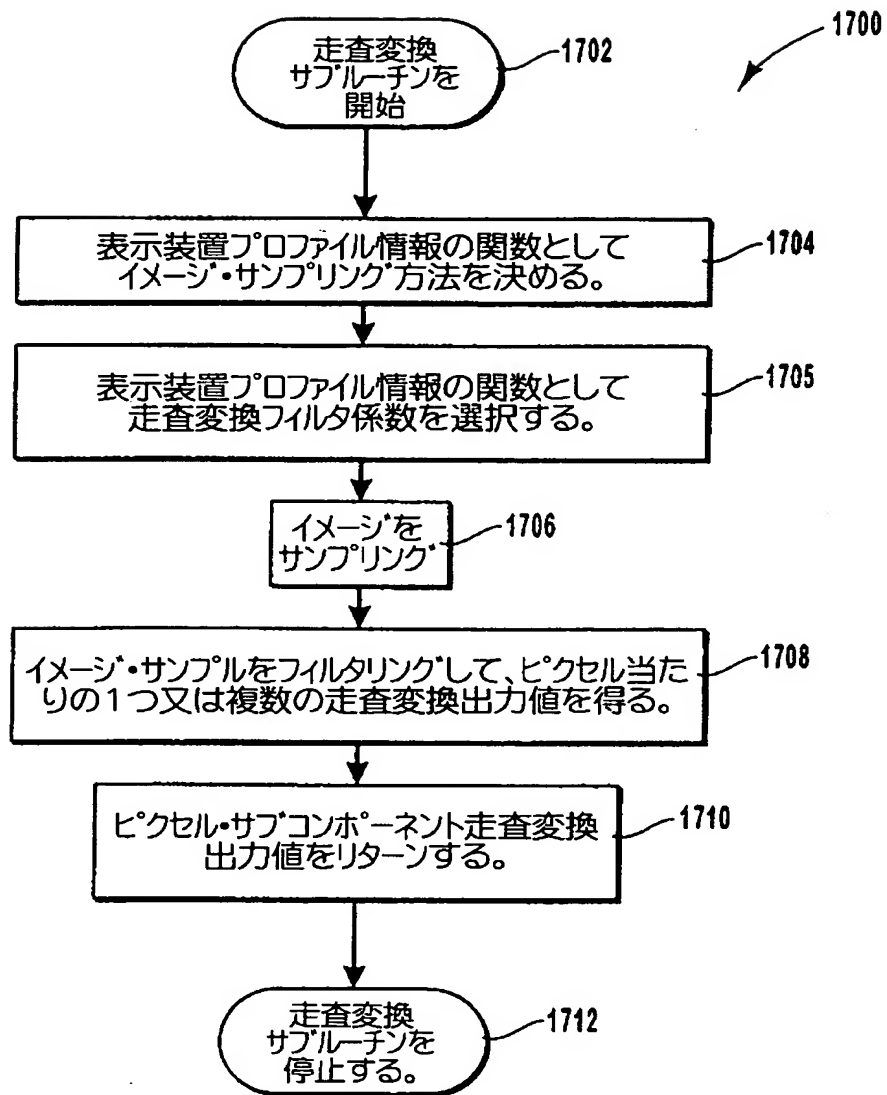 1700
走査変換
サブルーチンを
開始
1702
表示装置プロファイル情報の関数として
イメージ・サンプリング方法を決める。
1704
表示装置プロファイル情報の関数として
走査変換フィルタ係数を選択する。
1705
イメージを
サンプリング
1706
イメージ・サンプルをフィルタリングして、ピクセル当た
りの1つ又は複数の走査変換出力値を得る。
1708
ピクセル・サブコンポーネント走査変換
出力値をリターンする。
1710
走査変換
サブルーチンを
停止する。
1712